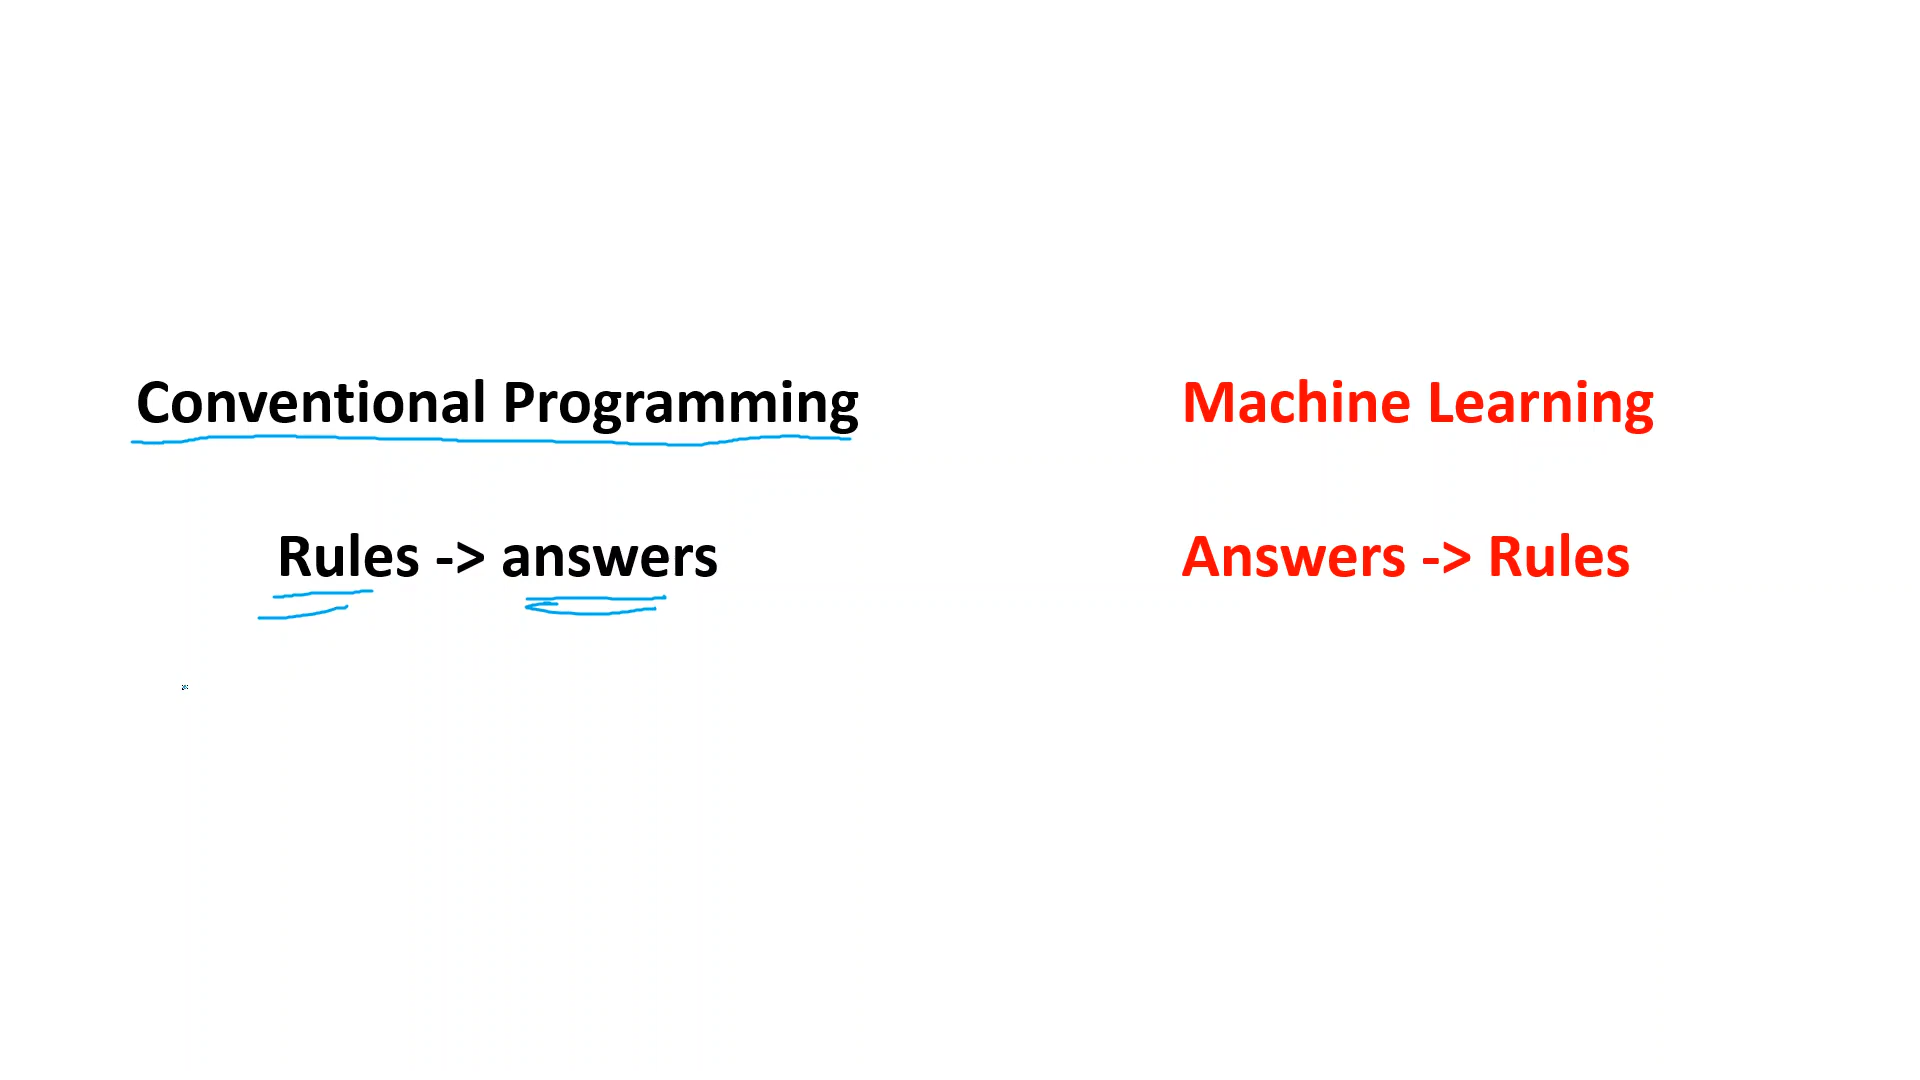 Conventional Programming
Rules -> answers
Machine Learning
Answers -> Rules